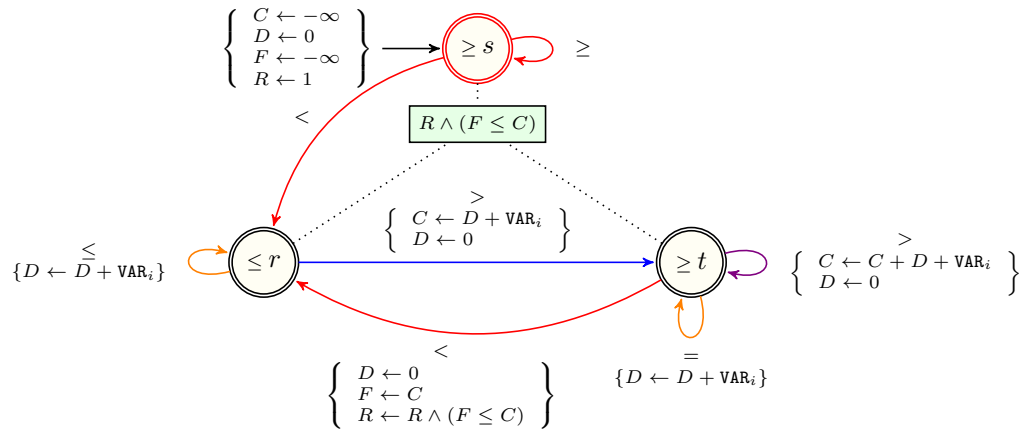 C ← −∞
D ← 0
F ← −∞
R ← 1
≥ s
≥
R ∧ (F ≤ C)
<
>
C ← D + VAR_i
D ← 0
≤
{D ← D + VAR_i}
≤ r
≥ t
>
C ← C + D + VAR_i
D ← 0
<
D ← 0
F ← C
R ← R ∧ (F ≤ C)
=
{D ← D + VAR_i}